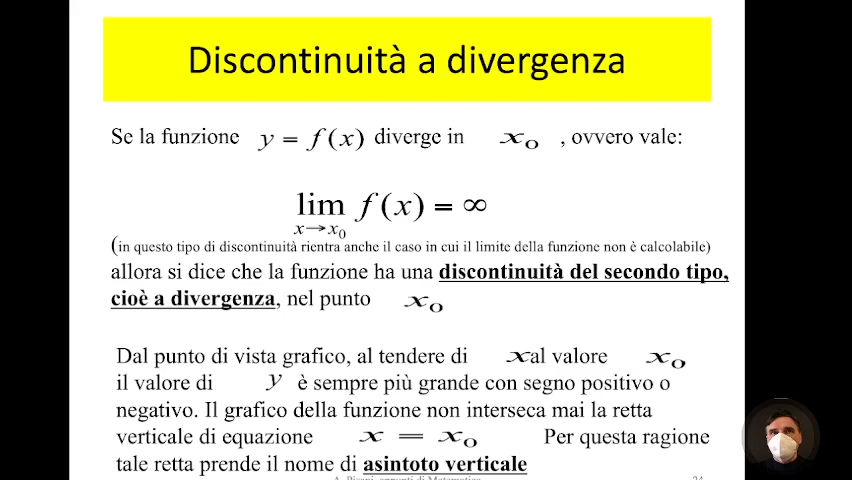 Discontinuità a divergenza
Se la funzione y = f(x) diverge in x₀ , ovvero vale:
lim f(x) = ∞
x→x₀
(in questo tipo di discontinuità rientra anche il caso in cui il limite della funzione non è calcolabile)
allora si dice che la funzione ha una discontinuità del secondo tipo,
cioè a divergenza, nel punto x₀
Dal punto di vista grafico, al tendere di x al valore x₀
il valore di y è sempre più grande con segno positivo o
negativo. Il grafico della funzione non interseca mai la retta
verticale di equazione x = x₀ Per questa ragione
tale retta prende il nome di asintoto verticale